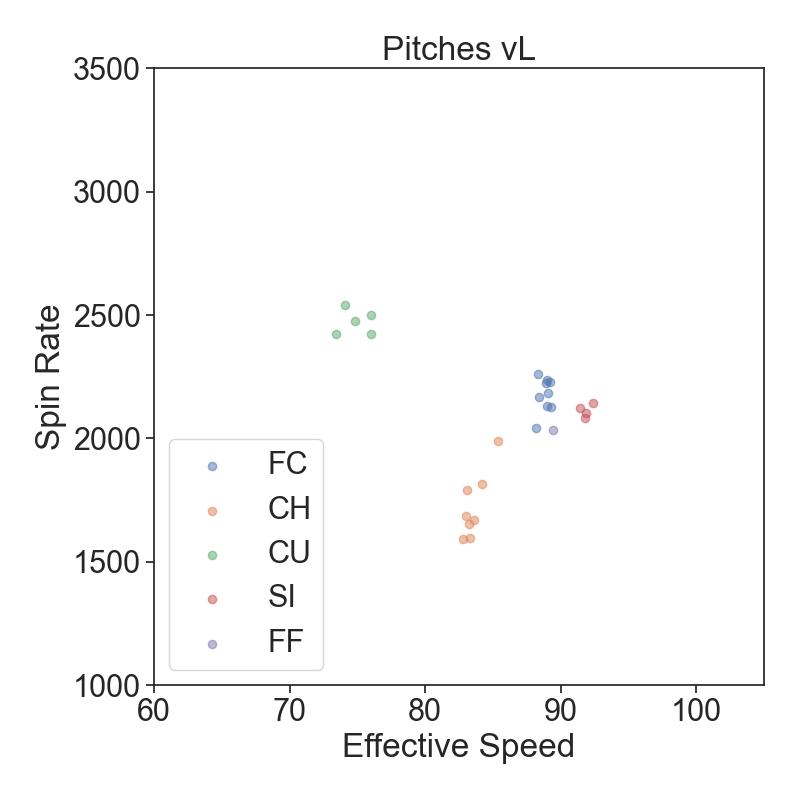 Pitches vL
3500
3000
2500
2000
1500
1000
Spin Rate
FC
CH
CU
SI
FF
60 70 80 90 100
Effective Speed